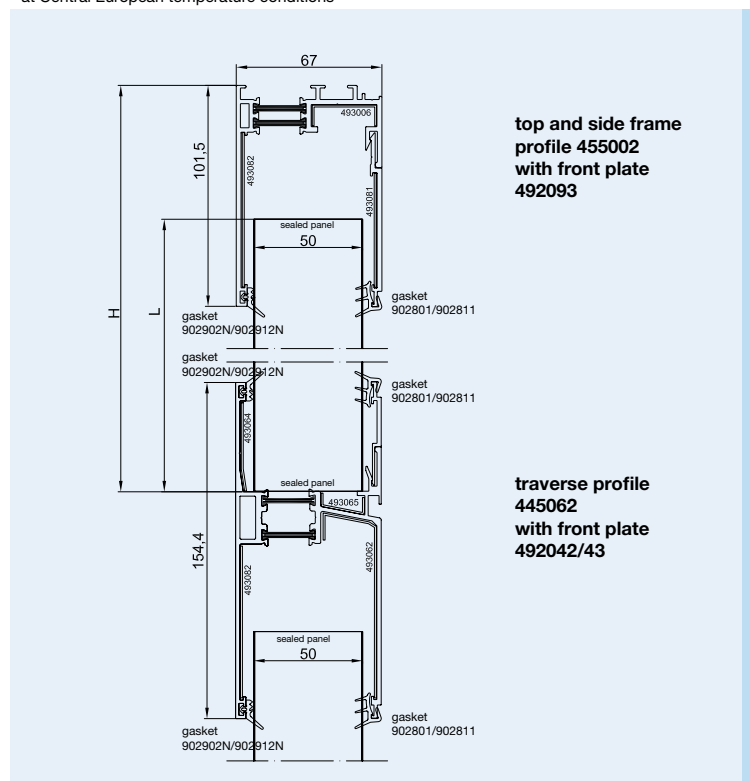 at Central European temperature conditions
67
493006
top and side frame
profile 455002
with front plate
492093
101,5
493082
493081
sealed panel
50
H
L
gasket
902902N/902912N
gasket
902801/902811
gasket
902902N/902912N
gasket
902801/902811
493064
sealed panel
493065
traverse profile
445062
with front plate
492042/43
154,4
493082
493062
sealed panel
50
gasket
902902N/902912N
gasket
902801/902811